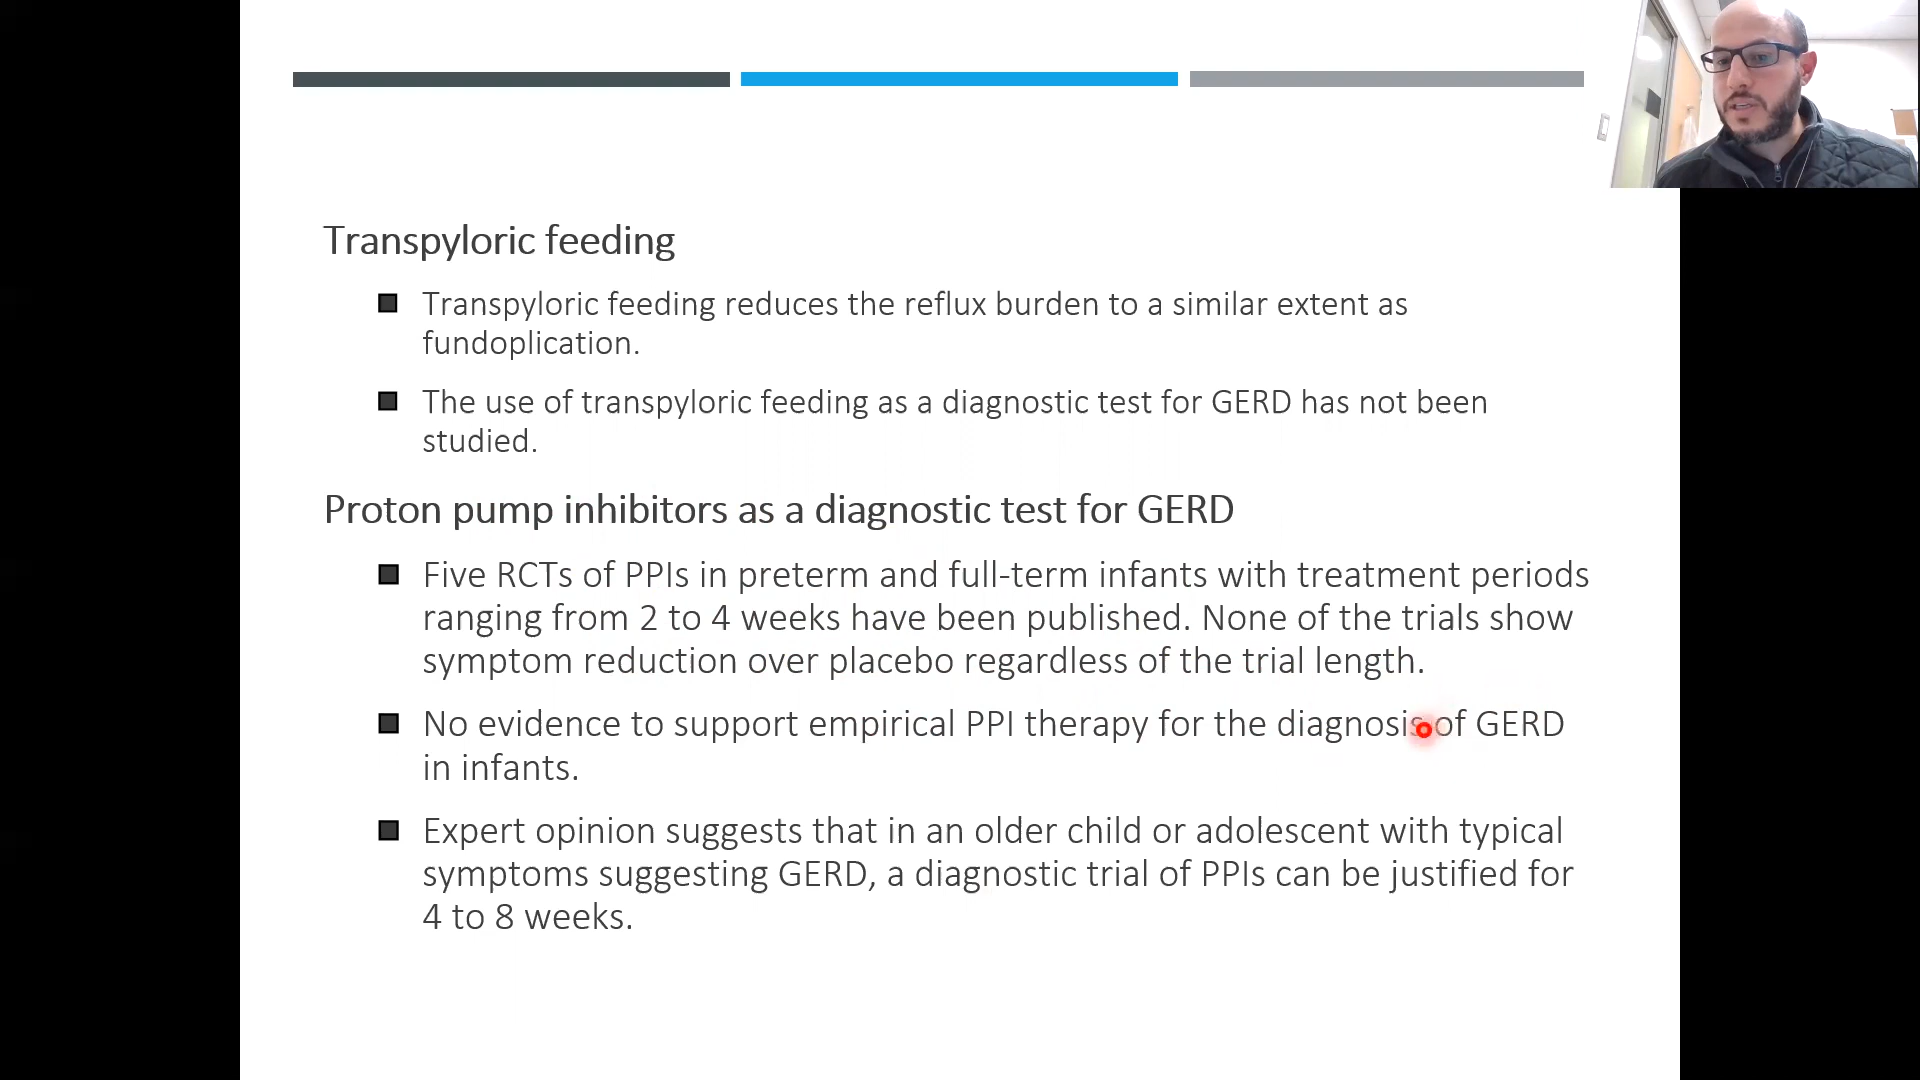 Transpyloric feeding
Transpyloric feeding reduces the reflux burden to a similar extent as
fundoplication.
The use of transpyloric feeding as a diagnostic test for GERD has not been
studied.
Proton pump inhibitors as a diagnostic test for GERD
Five RCTs of PPIs in preterm and full-term infants with treatment periods
ranging from 2 to 4 weeks have been published. None of the trials show
symptom reduction over placebo regardless of the trial length.
No evidence to support empirical PPI therapy for the diagnosis of GERD
in infants.
Expert opinion suggests that in an older child or adolescent with typical
symptoms suggesting GERD, a diagnostic trial of PPIs can be justified for
4 to 8 weeks.